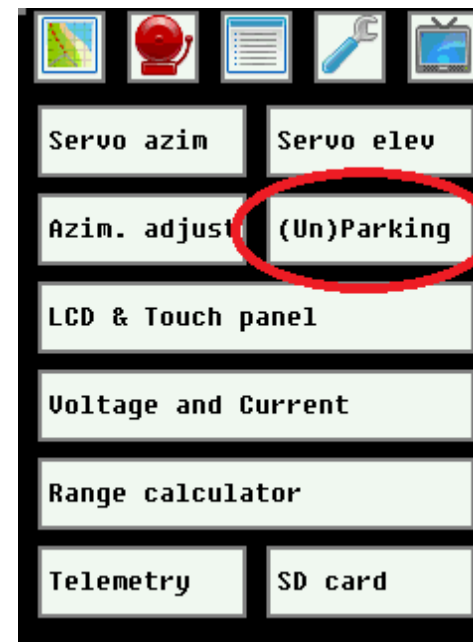 Servo azim
Servo elev
Azim. adjust
(Un)Parking
LCD & Touch panel
Voltage and Current
Range calculator
Telemetry
SD card